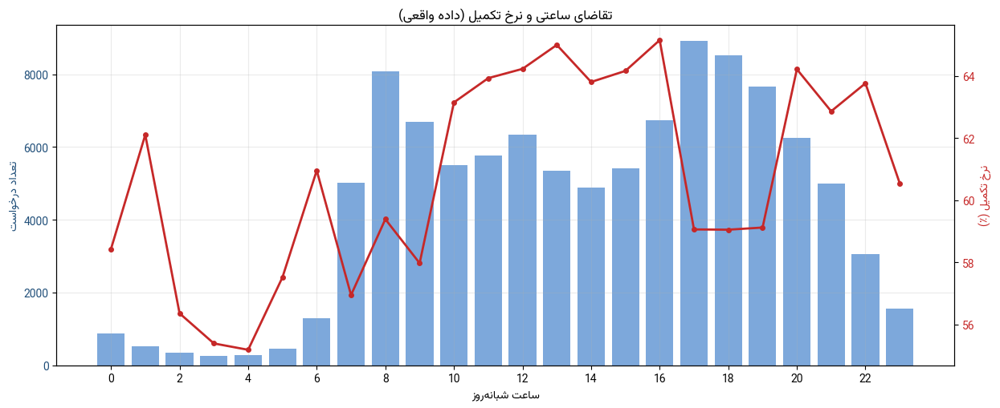 تقاضای ساعتی و نرخ تکمیل (داده واقعی)
تعداد درخواست
8000
6000
4000
2000
0
64
62
60
58
56
نرخ تکمیل (٪)
0 2 4 6 8 10 12 14 16 18 20 22
ساعت شبانه‌روز